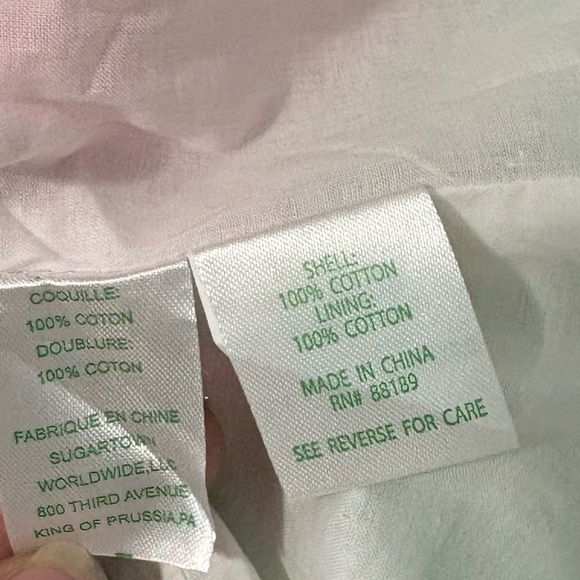 COQUILLE:
100% COTON
DOUBLURE:
100% COTON
FABRIQUE EN CHINE
SUGARTOWN
WORLDWIDE, LLC
800 THIRD AVENUE
KING OF PRUSSIA, PA
SHELL:
100% COTTON
LINING:
100% COTTON
MADE IN CHINA
RN# 88189
SEE REVERSE FOR CARE